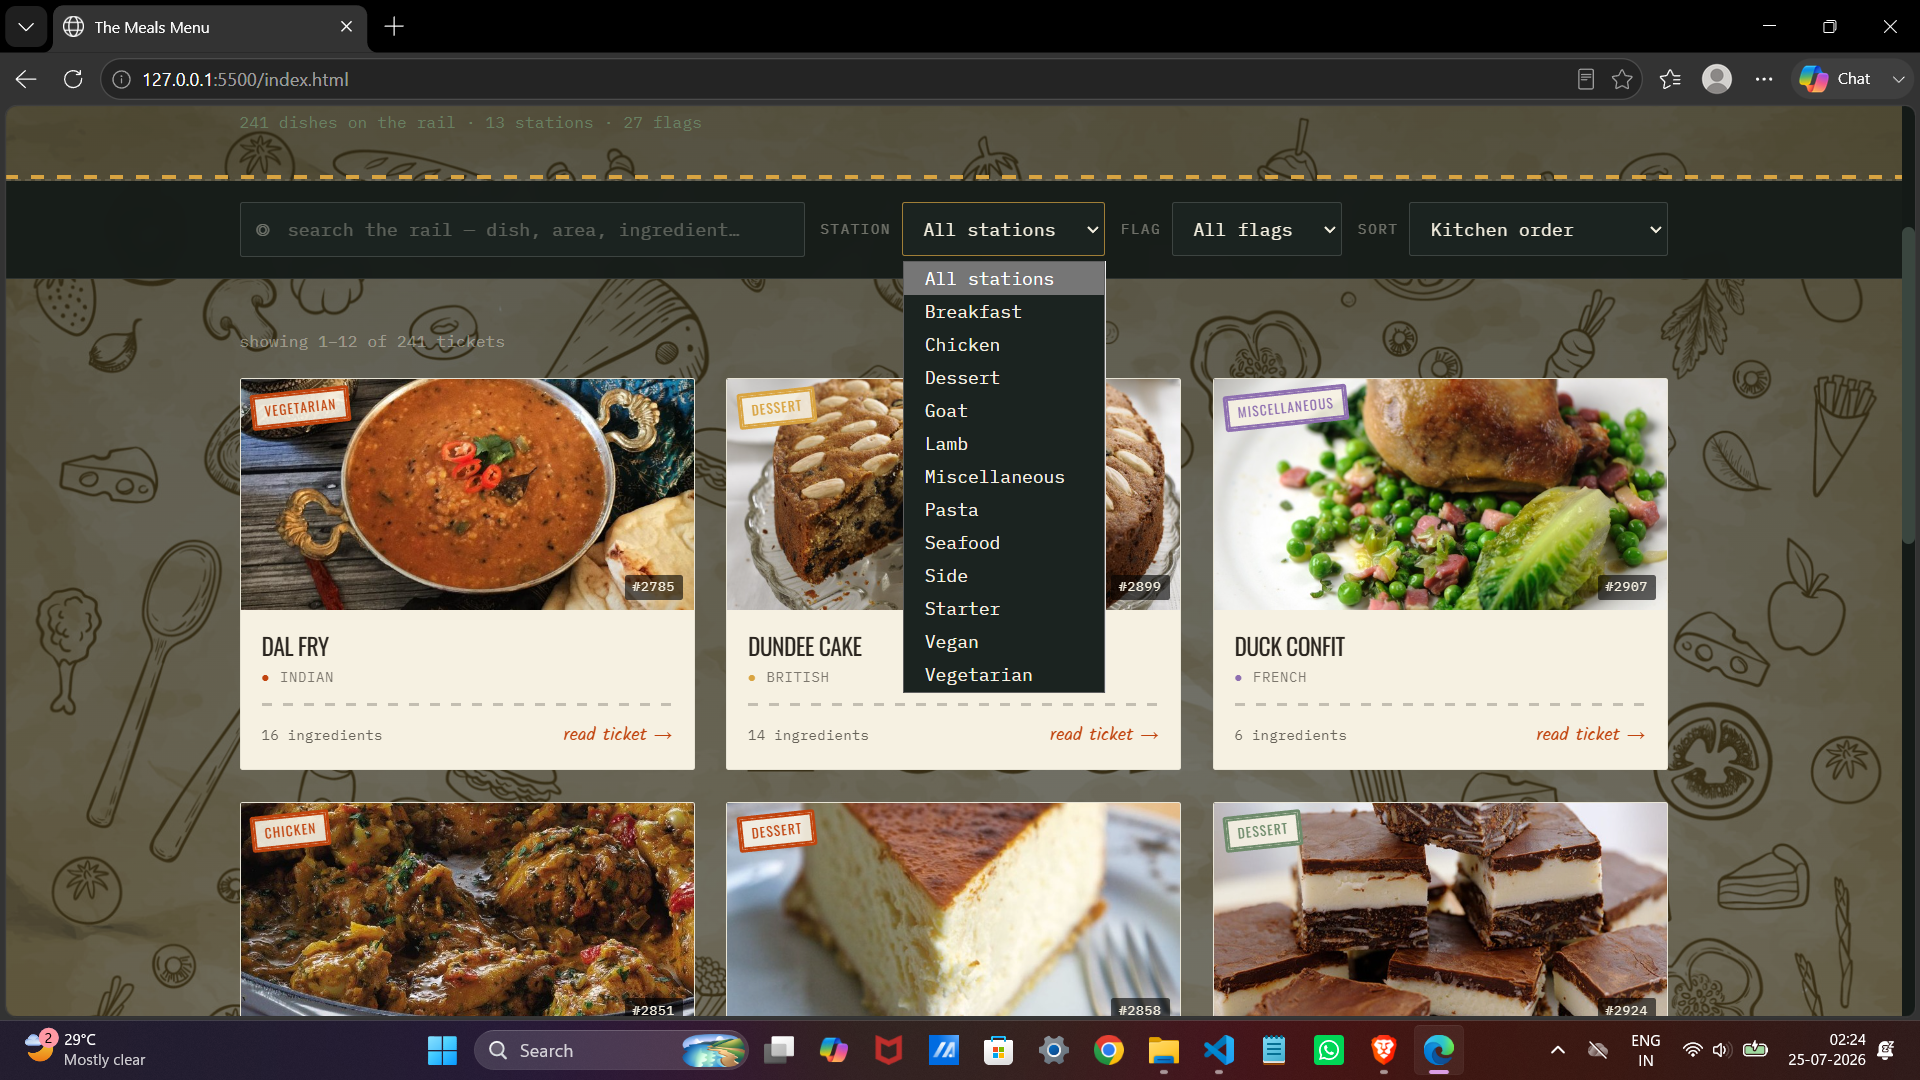 The Meals Menu
127.0.0.1:5500/index.html
Chat
241 dishes on the rail · 13 stations · 27 flags
search the rail — dish, area, ingredient…
STATION
All stations
FLAG
All flags
SORT
Kitchen order
All stations
Breakfast
Chicken
Dessert
Goat
Lamb
Miscellaneous
Pasta
Seafood
Side
Starter
Vegan
Vegetarian
showing 1–12 of 241 tickets
VEGETARIAN
#2785
DAL FRY
INDIAN
16 ingredients
read ticket →
DESSERT
#2899
DUNDEE CAKE
BRITISH
14 ingredients
read ticket →
MISCELLANEOUS
#2907
DUCK CONFIT
FRENCH
6 ingredients
read ticket →
CHICKEN
#2851
DESSERT
#2858
DESSERT
#2924
2
29°C
Mostly clear
Search
ENG
IN
02:24
25-07-2026